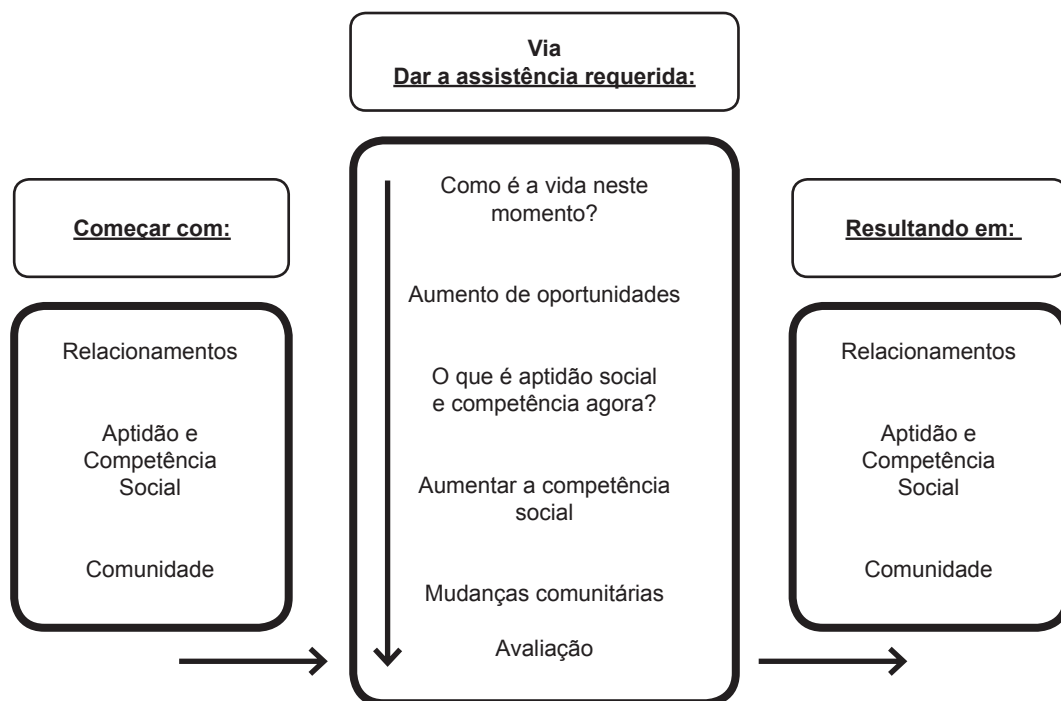 Via
Dar a assistência requerida:
Começar com:
Relacionamentos
Aptidão e
Competência
Social
Comunidade
Como é a vida neste
momento?
Aumento de oportunidades
O que é aptidão social
e competência agora?
Aumentar a competência
social
Mudanças comunitárias
Avaliação
Resultando em:
Relacionamentos
Aptidão e
Competência
Social
Comunidade